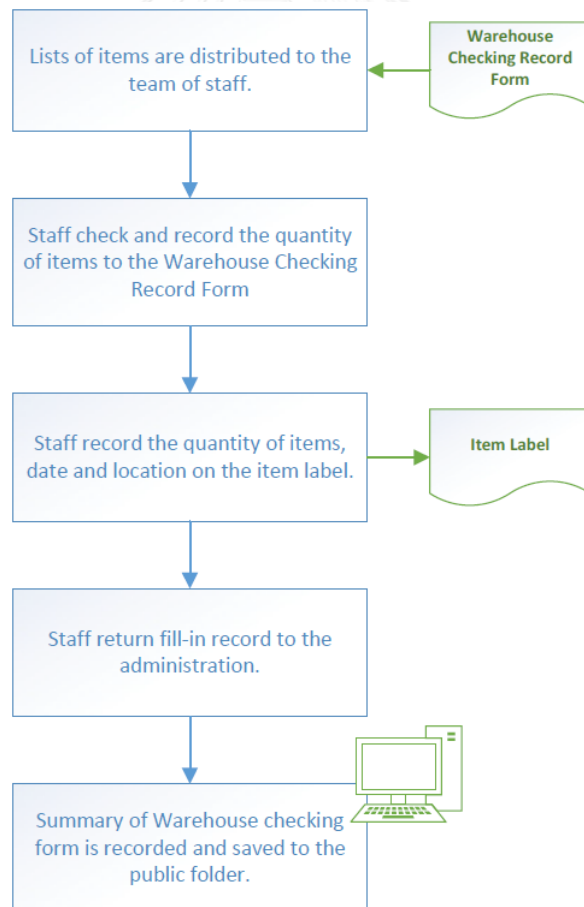 Lists of items are distributed to the
team of staff.
Warehouse
Checking Record
Form
Staff check and record the quantity
of items to the Warehouse Checking
Record Form
Staff record the quantity of items,
date and location on the item label.
Item Label
Staff return fill-in record to the
administration.
Summary of Warehouse checking
form is recorded and saved to the
public folder.